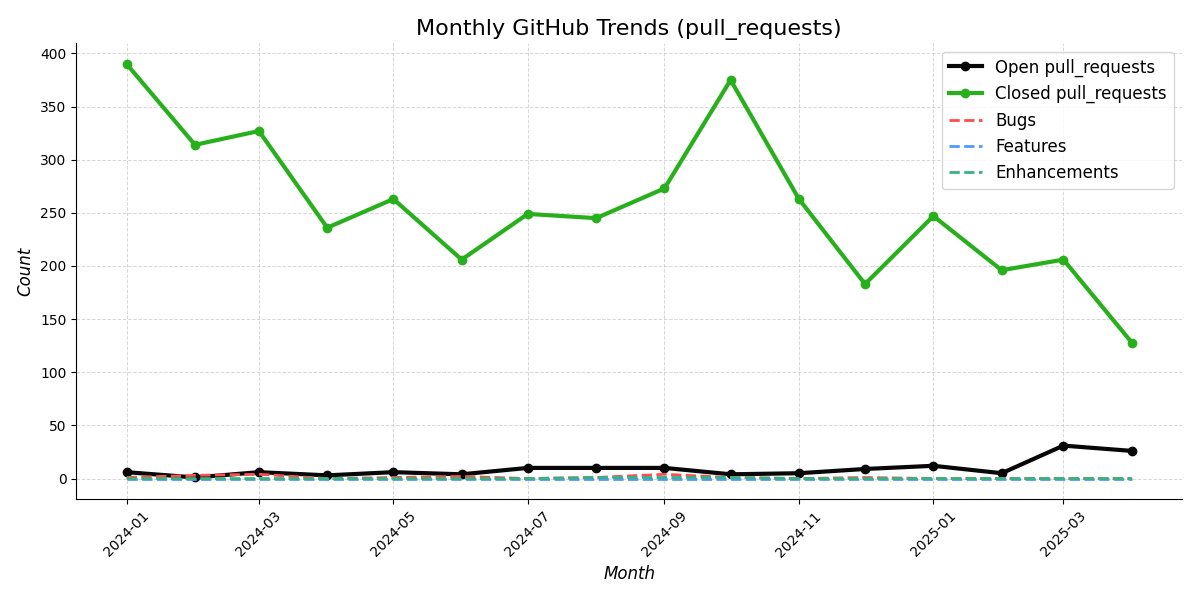 Monthly GitHub Trends (pull_requests)
Open pull_requests
Closed pull_requests
Bugs
Features
Enhancements
400
350
300
250
200
150
100
50
0
Count
2024-01
2024-03
2024-05
2024-07
2024-09
2024-11
2025-01
2025-03
Month